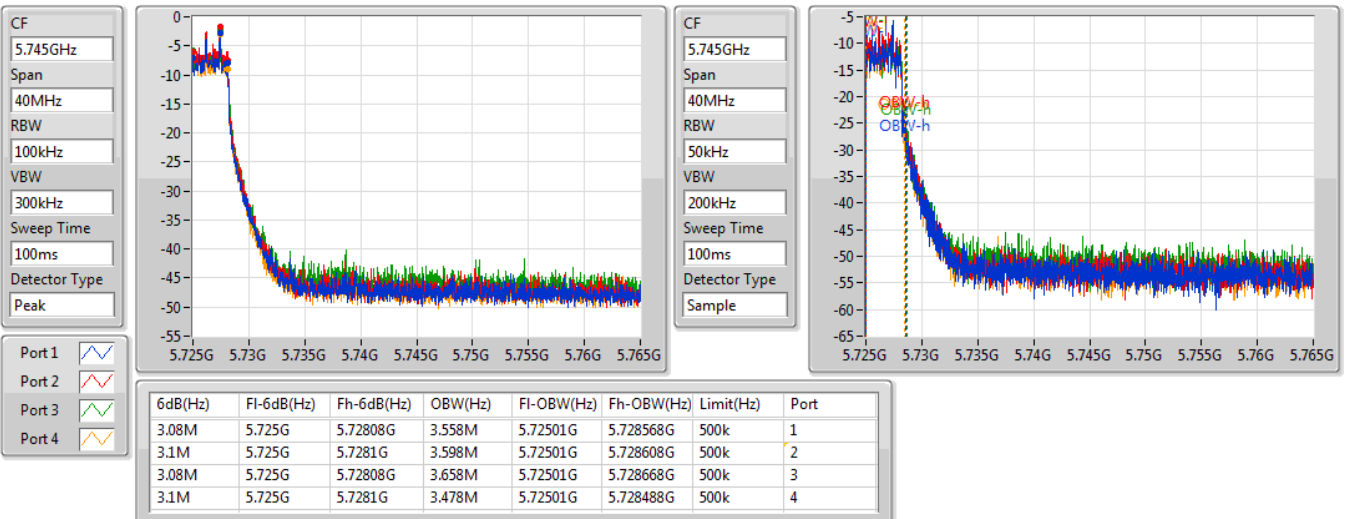 CF
5.745GHz
Span
40MHz
RBW
100kHz
VBW
300kHz
Sweep Time
100ms
Detector Type
Peak
0
-5
-10
-15
-20
-25
-30
-35
-40
-45
-50
-55
5.725G 5.73G 5.735G 5.74G 5.745G 5.75G 5.755G 5.76G 5.765G
CF
5.745GHz
Span
40MHz
RBW
50kHz
VBW
200kHz
Sweep Time
100ms
Detector Type
Sample
-5
-10
-15
-20
-25
-30
-35
-40
-45
-50
-55
-60
-65
OBW-h
OBW-h
OBW-h
5.725G 5.73G 5.735G 5.74G 5.745G 5.75G 5.755G 5.76G 5.765G
Port 1
Port 2
Port 3
Port 4
6dB(Hz) Fl-6dB(Hz) Fh-6dB(Hz) OBW(Hz) Fl-OBW(Hz) Fh-OBW(Hz) Limit(Hz) Port
3.08M 5.725G 5.72808G 3.558M 5.72501G 5.728568G 500k 1
3.1M 5.725G 5.7281G 3.598M 5.72501G 5.728608G 500k 2
3.08M 5.725G 5.72808G 3.658M 5.72501G 5.728668G 500k 3
3.1M 5.725G 5.7281G 3.478M 5.72501G 5.728488G 500k 4